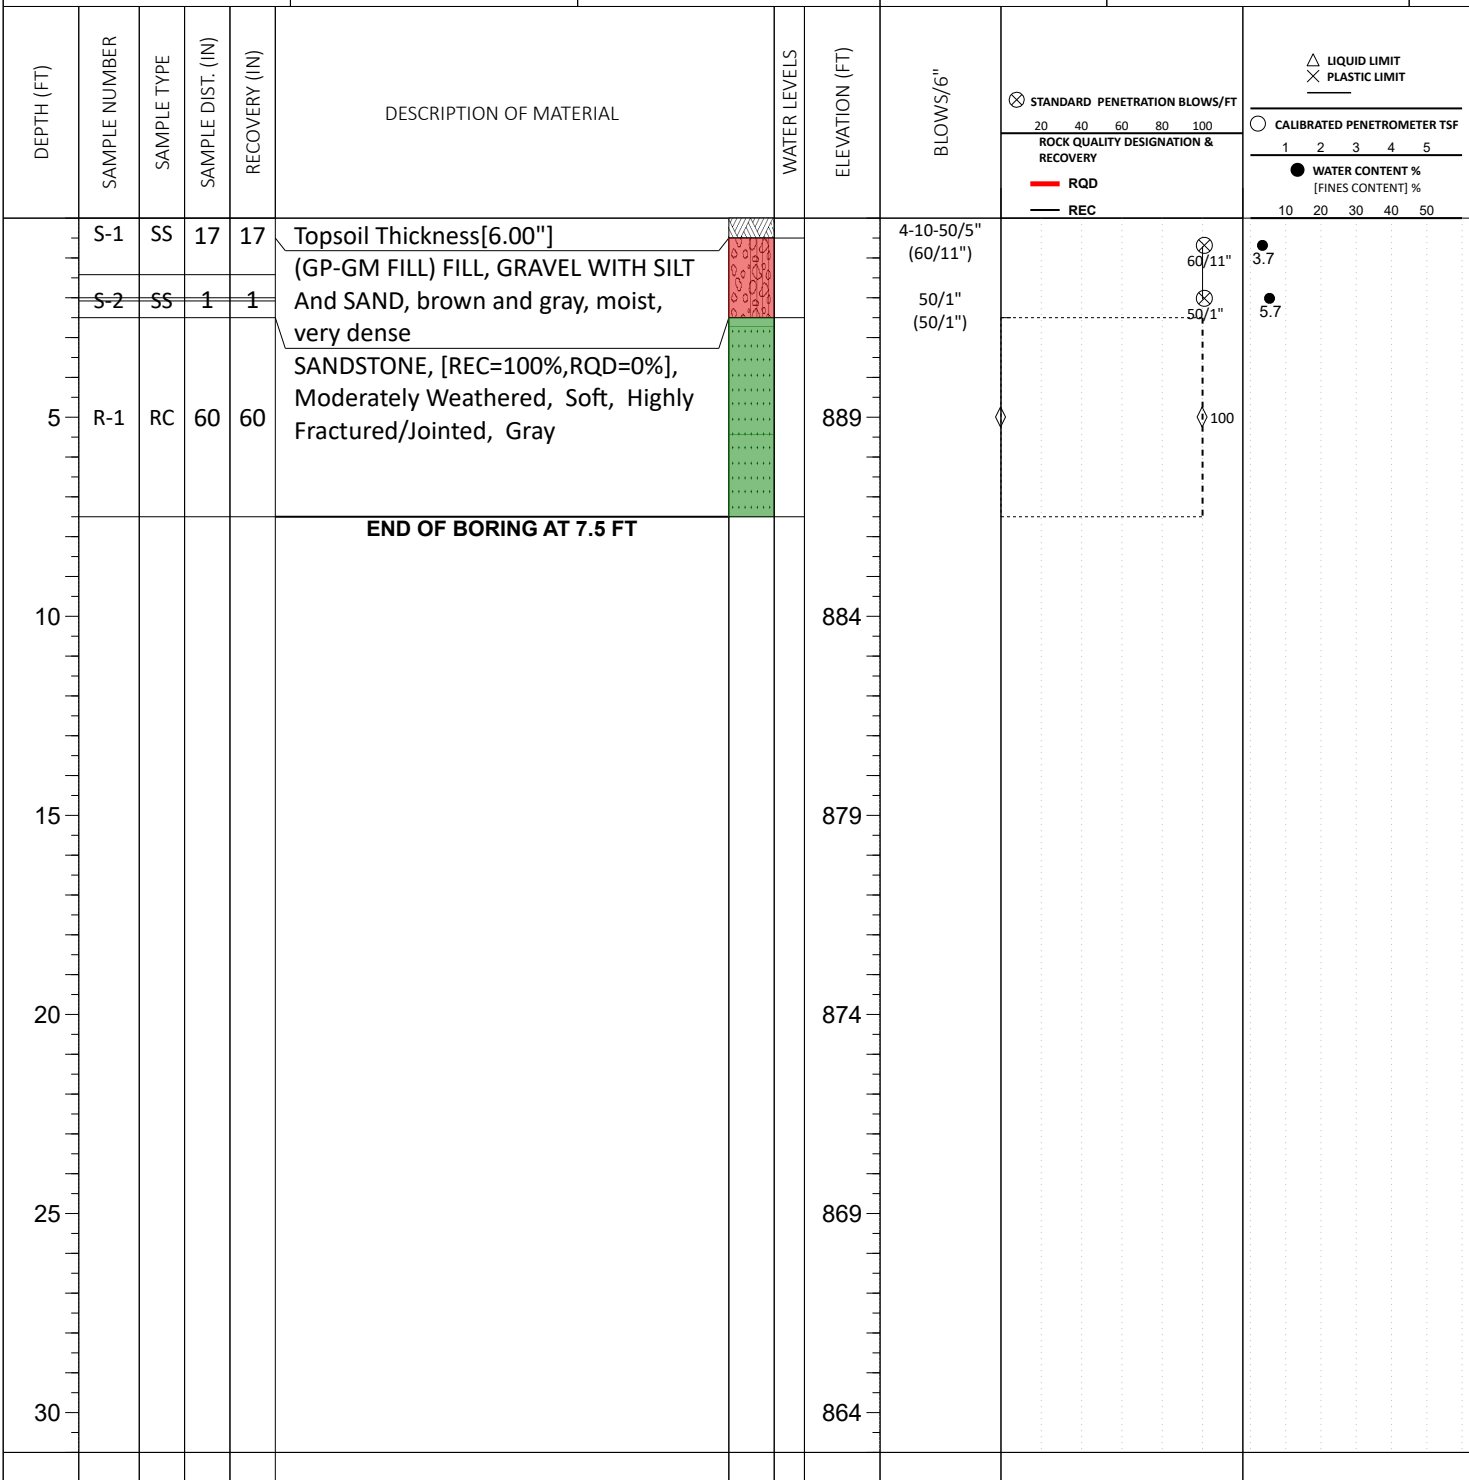 DEPTH (FT)
SAMPLE NUMBER
SAMPLE TYPE
SAMPLE DIST. (IN)
RECOVERY (IN)
DESCRIPTION OF MATERIAL
WATER LEVELS
ELEVATION (FT)
BLOWS/6"
STANDARD PENETRATION BLOWS/FT
20 40 60 80 100
ROCK QUALITY DESIGNATION &
RECOVERY
RQD
REC
LIQUID LIMIT
PLASTIC LIMIT
CALIBRATED PENETROMETER TSF
1 2 3 4 5
WATER CONTENT %
[FINES CONTENT] %
10 20 30 40 50
S-1 SS 17 17 Topsoil Thickness[6.00"]
4-10-50/5"
(60/11")
60/11"
3.7
(GP-GM FILL) FILL, GRAVEL WITH SILT
S-2 SS 1 1 And SAND, brown and gray, moist,
very dense
50/1"
(50/1")
50/1"
5.7
SANDSTONE, [REC=100%,RQD=0%],
Moderately Weathered, Soft, Highly
5 R-1 RC 60 60 Fractured/Jointed, Gray
889
100
END OF BORING AT 7.5 FT
10 884
15 879
20 874
25 869
30 864